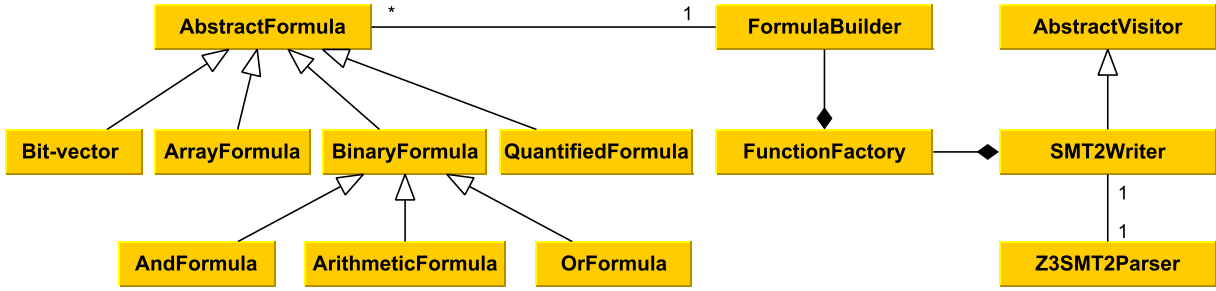 AbstractFormula
*
1
FormulaBuilder
AbstractVisitor
Bit-vector
ArrayFormula
BinaryFormula
QuantifiedFormula
FunctionFactory
SMT2Writer
1
1
AndFormula
ArithmeticFormula
OrFormula
Z3SMT2Parser